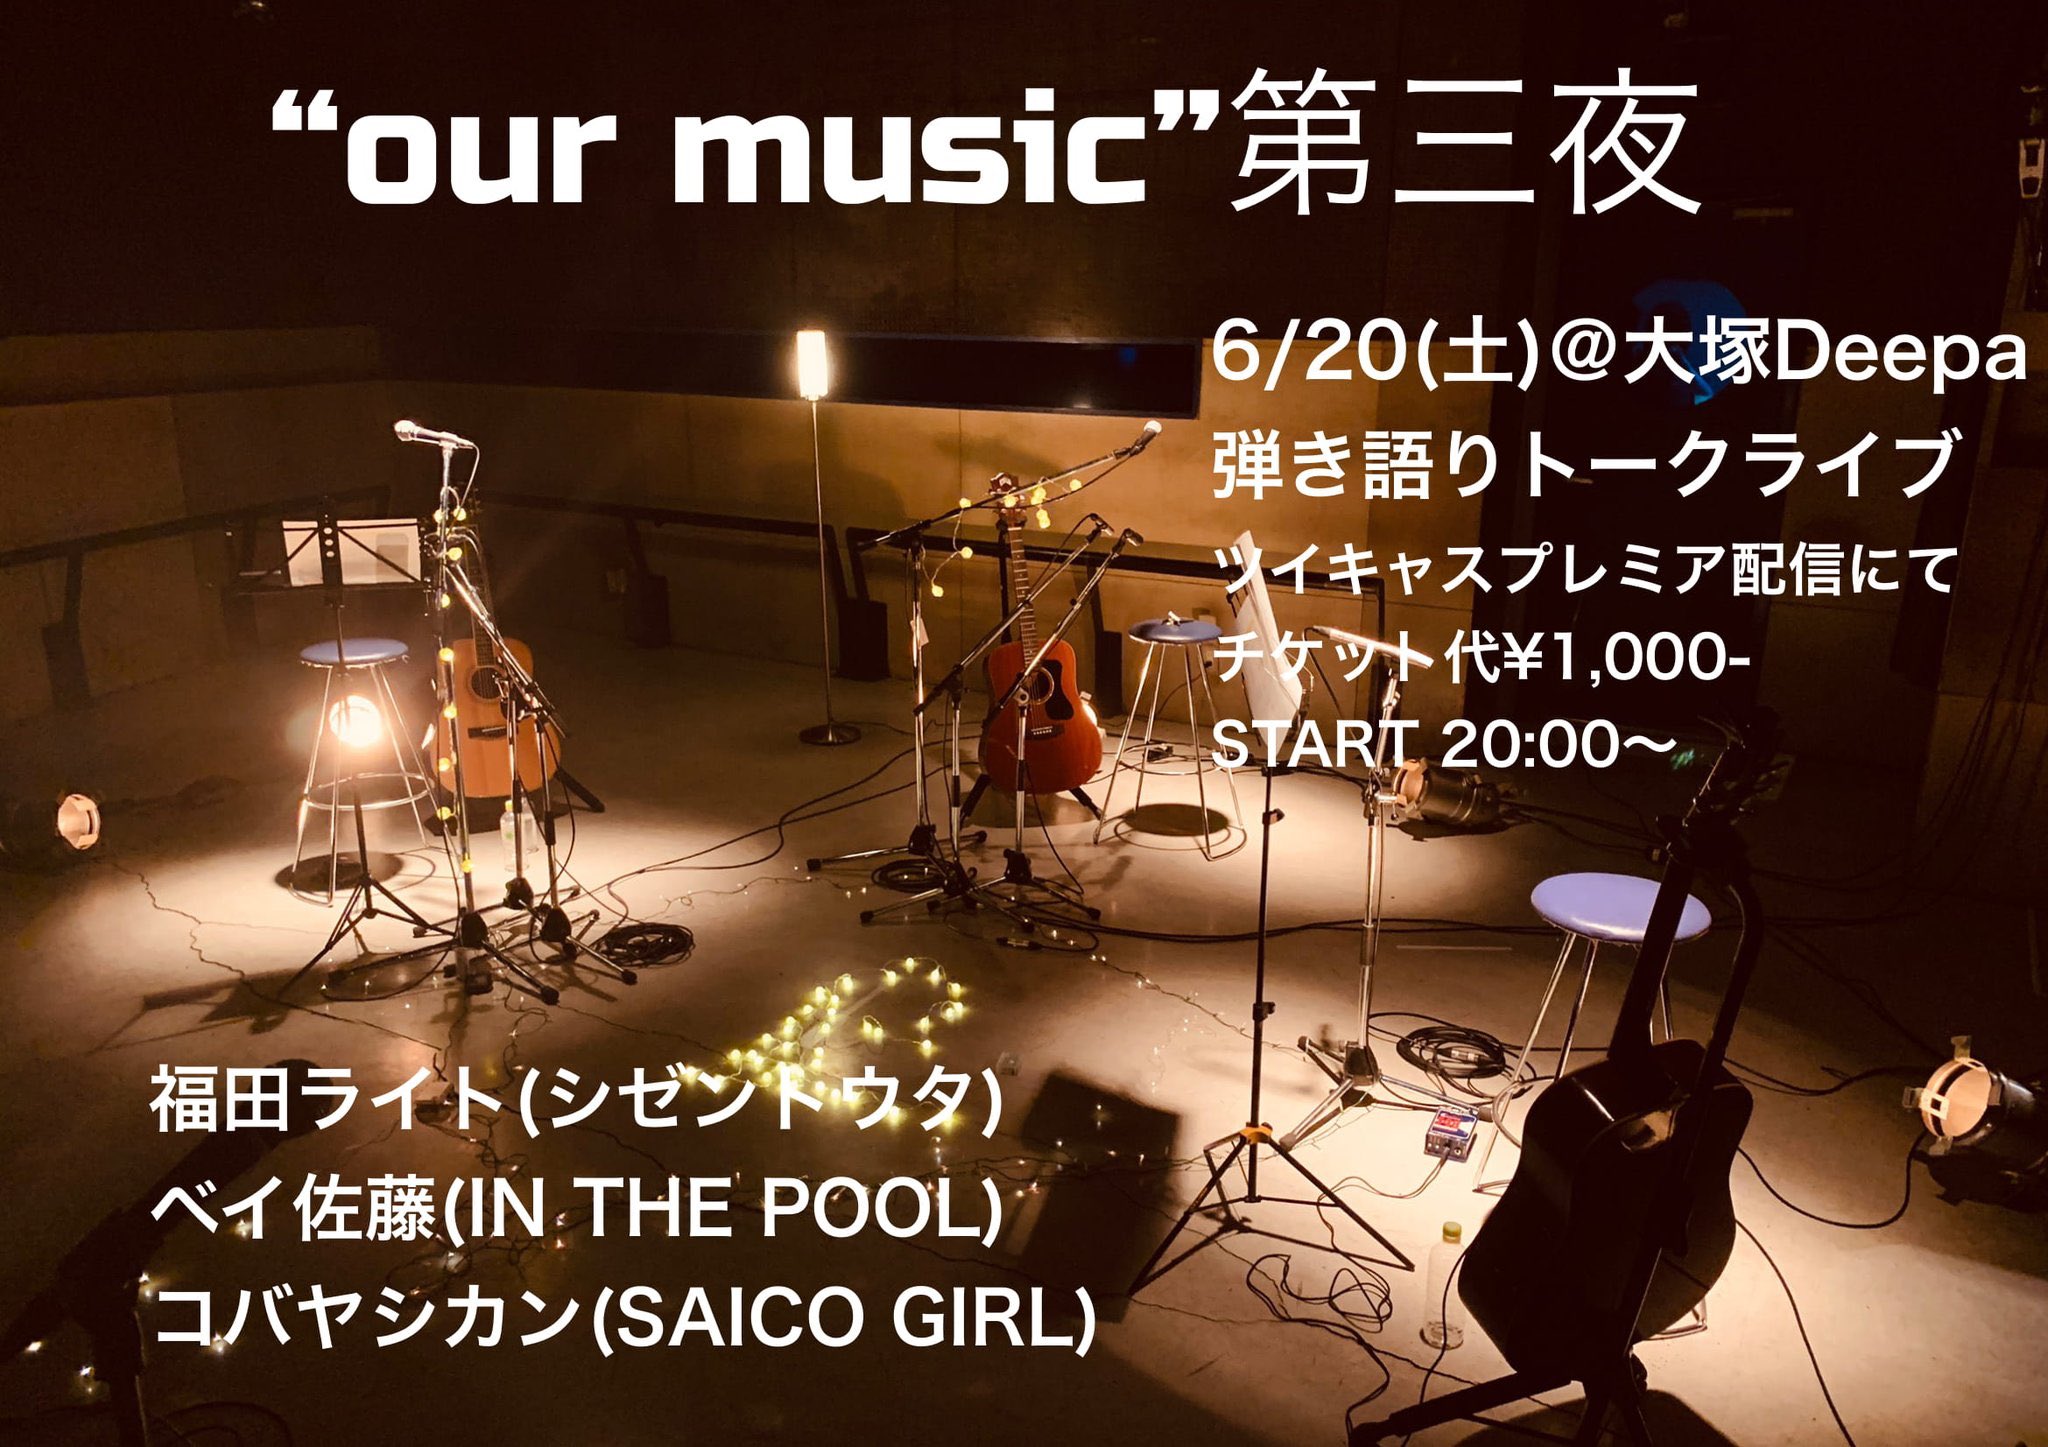 “our music”第三夜
6/20(土)@大塚Deepa
弾き語りトークライブ
ツイキャスプレミア配信にて
チケット代¥1,000-
START 20:00〜
福田ライト(シゼントウタ)
ベイ佐藤(IN THE POOL)
コバヤシカン(SAICO GIRL)